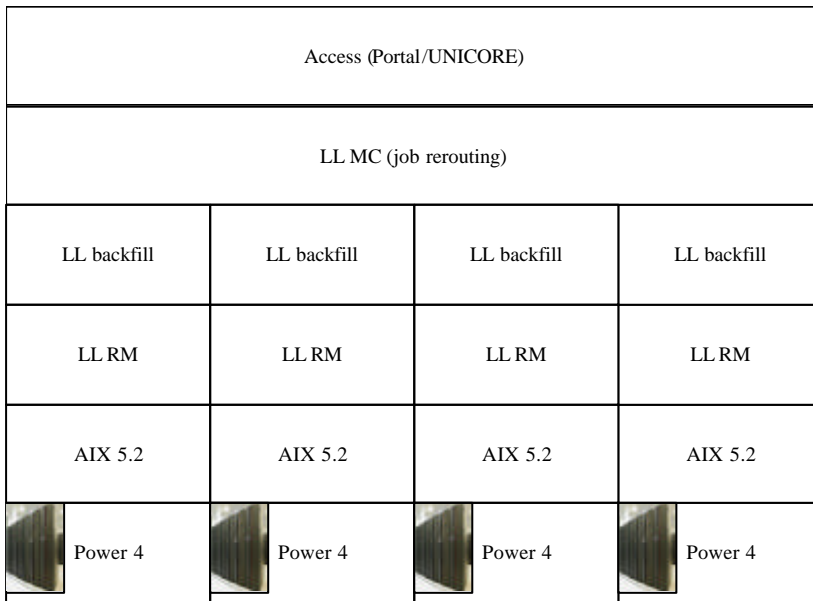 Access (Portal/UNICORE)
LL MC (job rerouting)
LL backfill LL backfill LL backfill LL backfill
LL RM LL RM LL RM LL RM
AIX 5.2 AIX 5.2 AIX 5.2 AIX 5.2
Power 4 Power 4 Power 4 Power 4